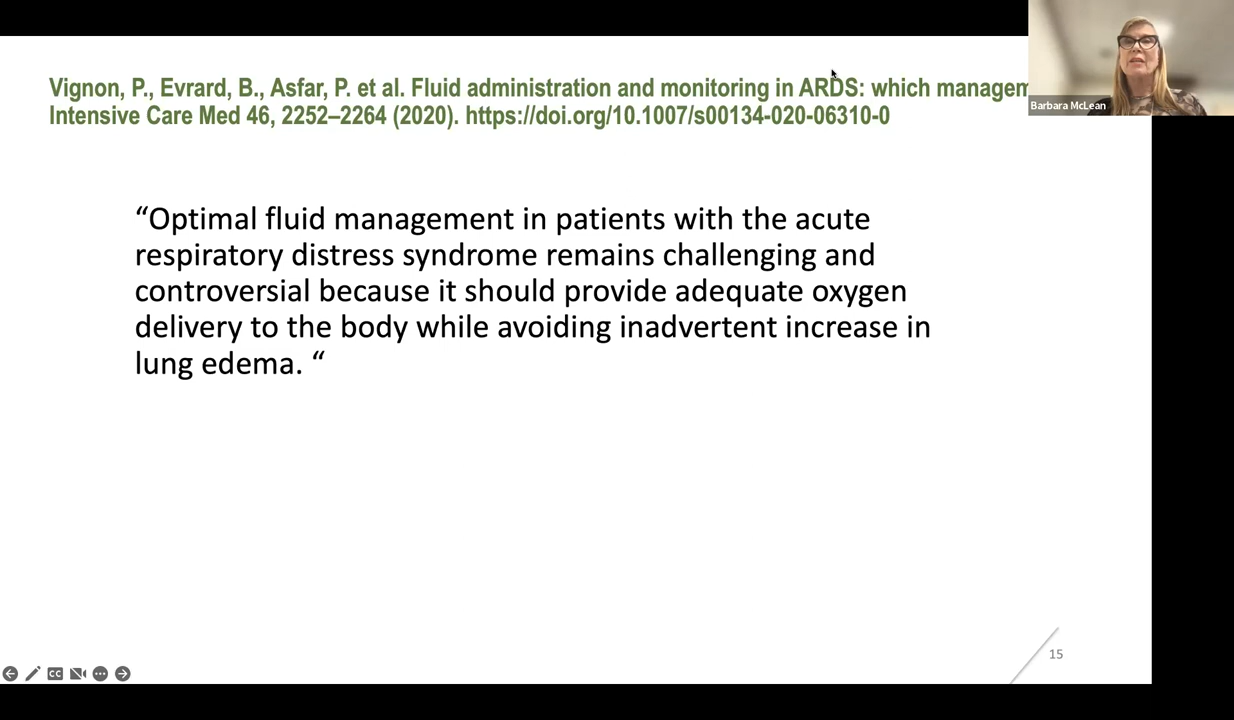 Vignon, P., Evrard, B., Asfar, P. et al. Fluid administration and monitoring in ARDS: which managem
Intensive Care Med 46, 2252–2264 (2020). https://doi.org/10.1007/s00134-020-06310-0
Barbara McLean
“Optimal fluid management in patients with the acute
respiratory distress syndrome remains challenging and
controversial because it should provide adequate oxygen
delivery to the body while avoiding inadvertent increase in
lung edema. “
15
CC